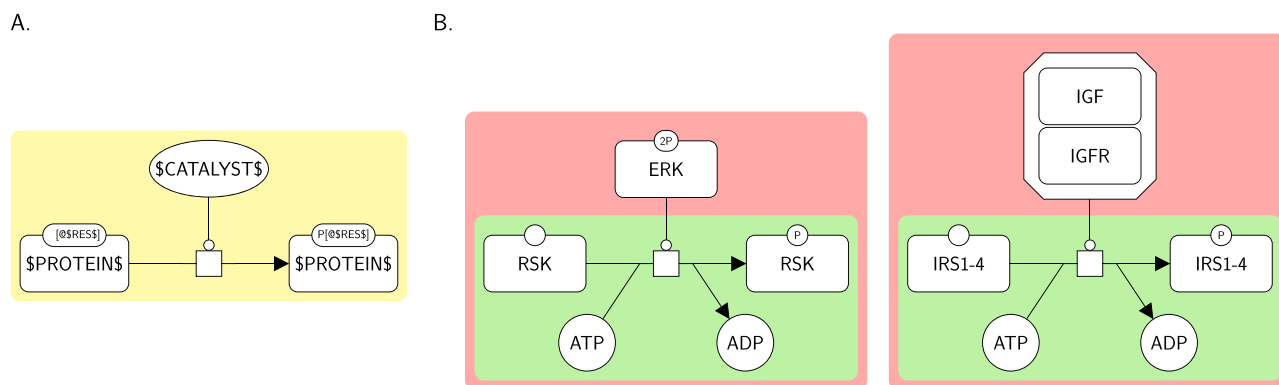 A.
B.
$CATALYST$
[@$RES$]
P[@$RES$]
$PROTEIN$
$PROTEIN$
2P
ERK
P
RSK
RSK
ATP
ADP
IGF
IGFR
P
IRS1-4
IRS1-4
ATP
ADP